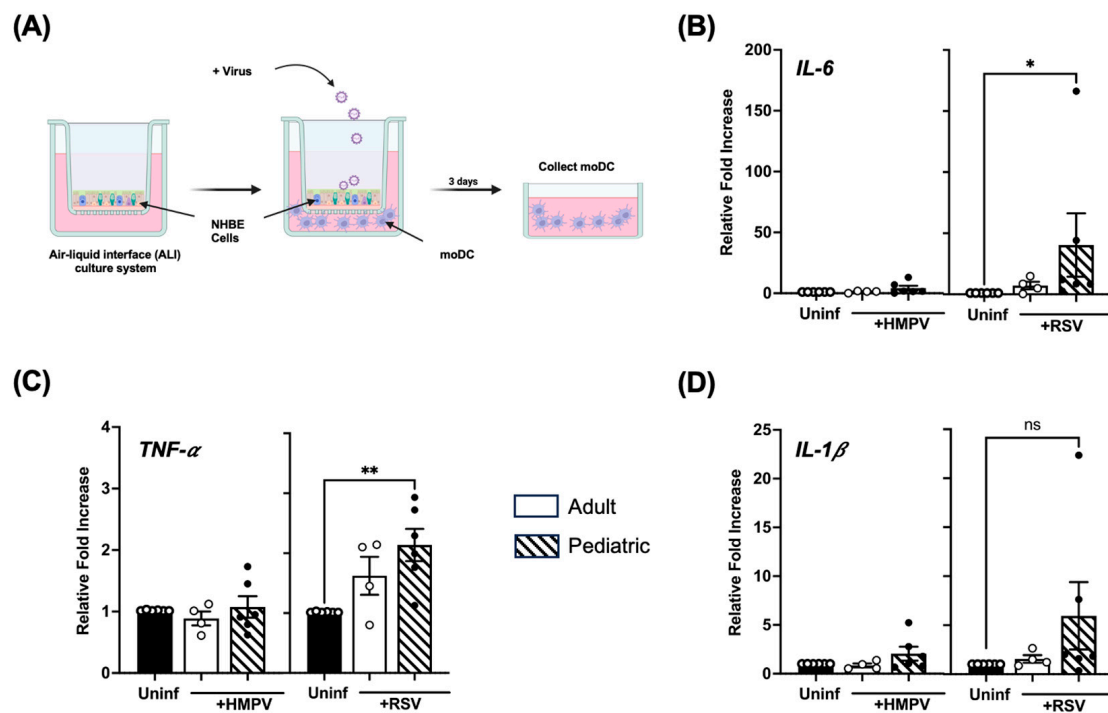 (A)
+ Virus
NHBE
Cells
Air-liquid interface (ALI)
culture system
moDC
3 days
Collect moDC
(B)
IL-6
Relative Fold Increase
200
150
100
50
0
*
Uninf
+HMPV
Uninf
+RSV
(C)
TNF-α
Relative Fold Increase
4
3
2
1
0
**
Uninf
+HMPV
Uninf
+RSV
Adult
Pediatric
(D)
IL-1β
Relative Fold Increase
25
20
15
10
5
0
ns
Uninf
+HMPV
Uninf
+RSV